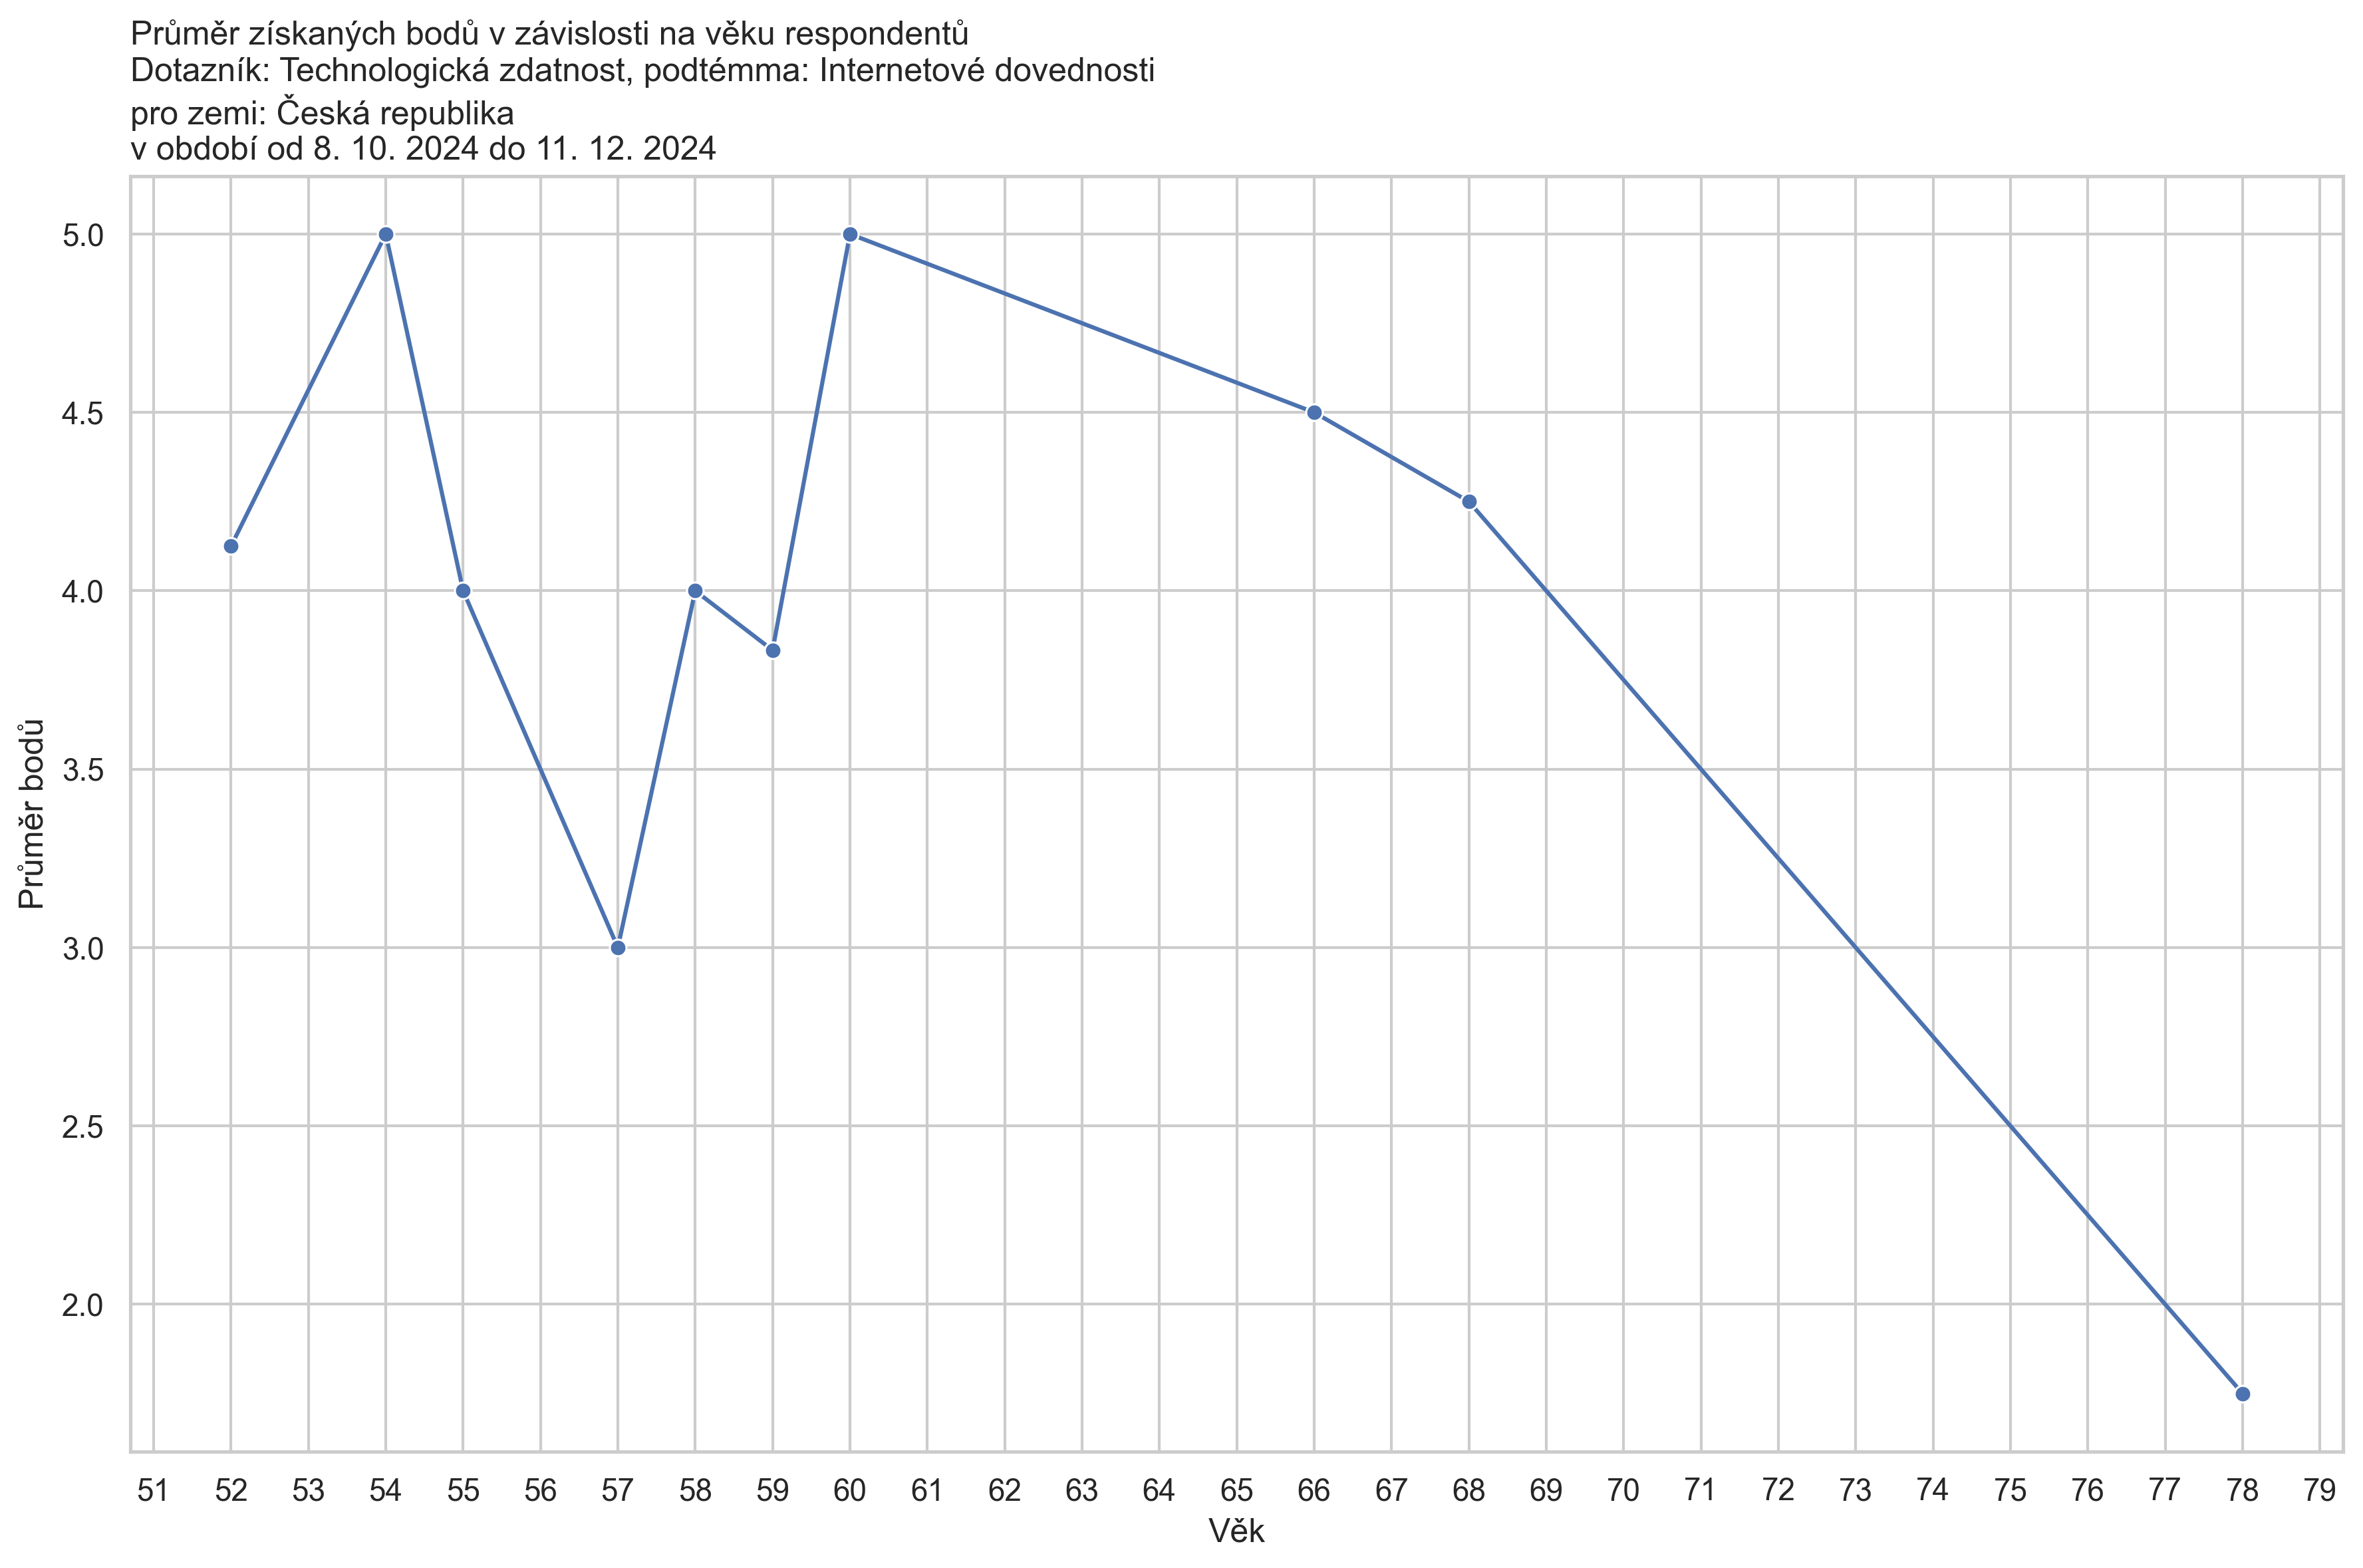 Průměr získaných bodů v závislosti na věku respondentů
Dotazník: Technologická zdatnost, podtémma: Internetové dovednosti
pro zemi: Česká republika
v období od 8. 10. 2024 do 11. 12. 2024
Průměr bodů
5.0
4.5
4.0
3.5
3.0
2.5
2.0
51 52 53 54 55 56 57 58 59 60 61 62 63 64 65 66 67 68 69 70 71 72 73 74 75 76 77 78 79
Věk